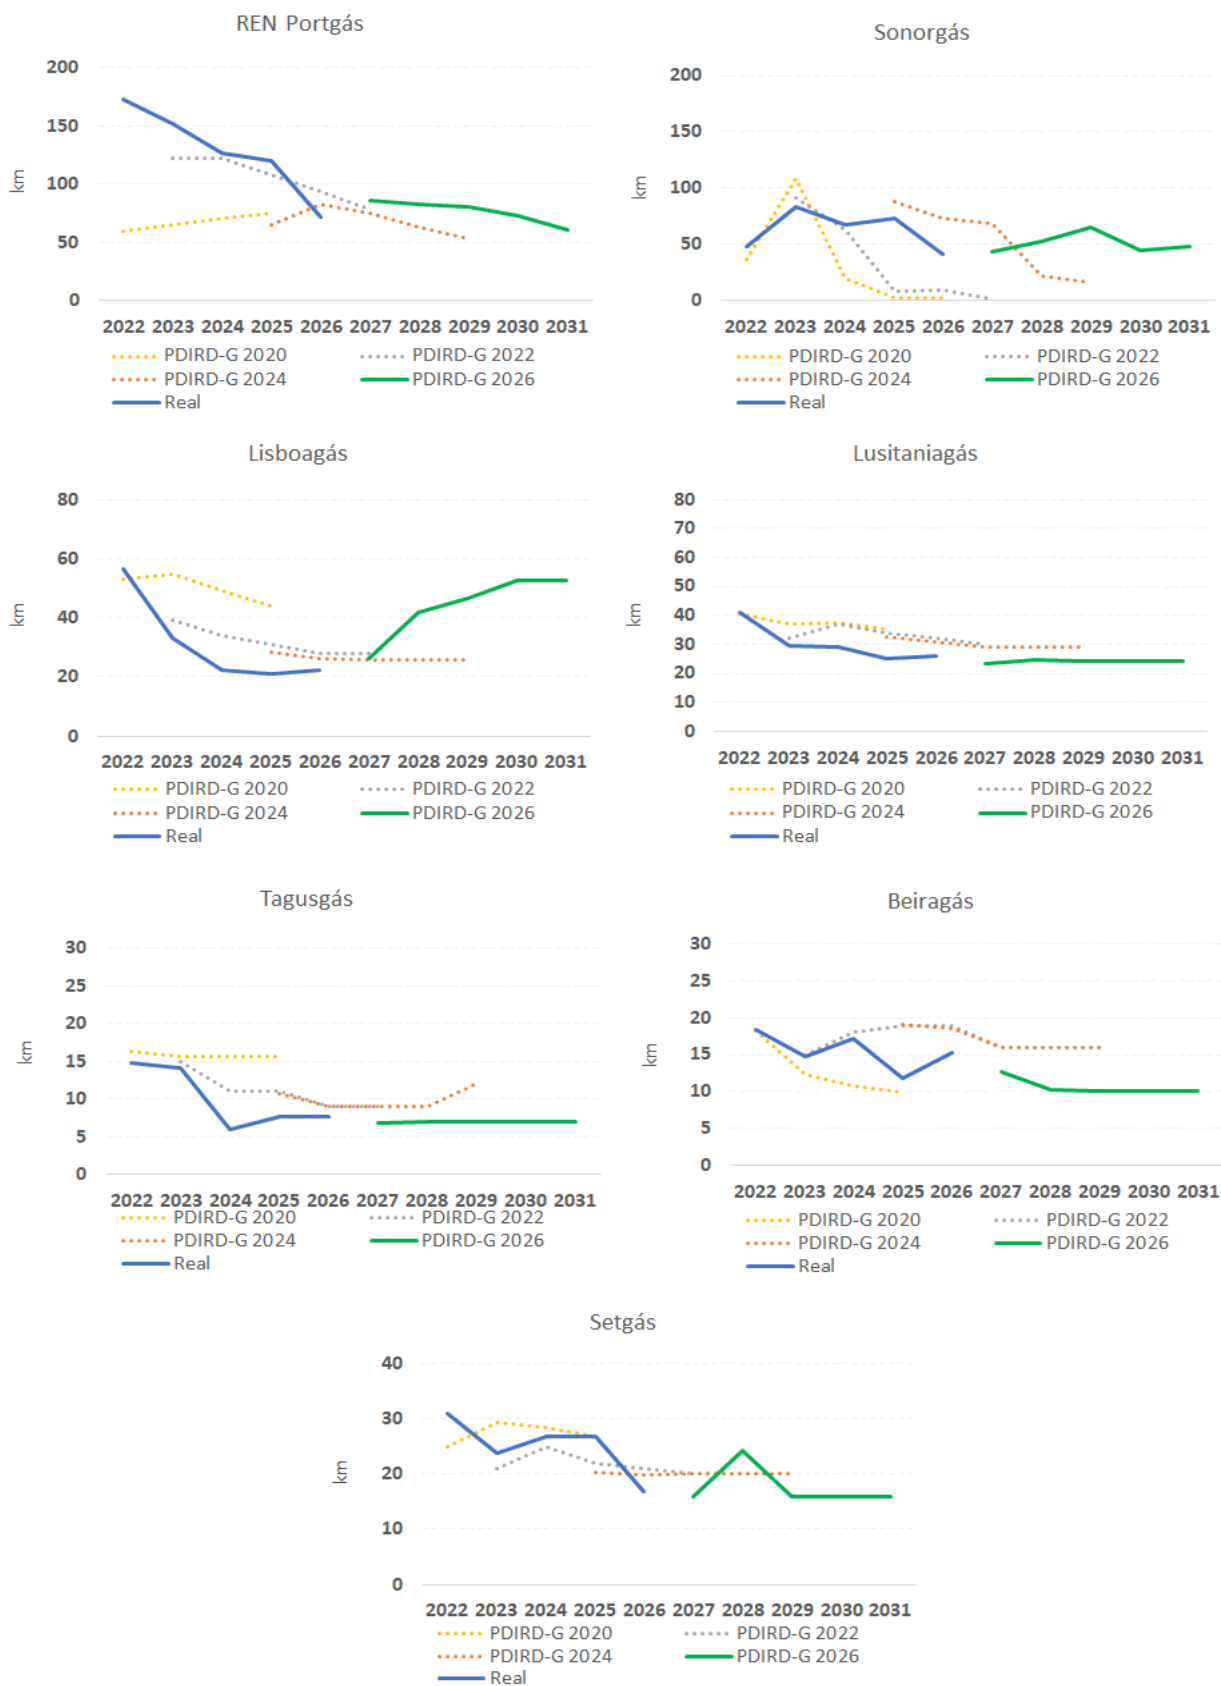 REN Portgás
200
150
100
50
0
km
2022 2023 2024 2025 2026 2027 2028 2029 2030 2031
PDIRD-G 2020 PDIRD-G 2022
PDIRD-G 2024 PDIRD-G 2026
Real
Sonorgás
200
150
100
50
0
km
2022 2023 2024 2025 2026 2027 2028 2029 2030 2031
PDIRD-G 2020 PDIRD-G 2022
PDIRD-G 2024 PDIRD-G 2026
Real
Lisboagás
80
60
40
20
0
km
2022 2023 2024 2025 2026 2027 2028 2029 2030 2031
PDIRD-G 2020 PDIRD-G 2022
PDIRD-G 2024 PDIRD-G 2026
Real
Lusitaniagás
80
70
60
50
40
30
20
10
0
km
2022 2023 2024 2025 2026 2027 2028 2029 2030 2031
PDIRD-G 2020 PDIRD-G 2022
PDIRD-G 2024 PDIRD-G 2026
Real
Tagusgás
30
25
20
15
10
5
0
km
2022 2023 2024 2025 2026 2027 2028 2029 2030 2031
PDIRD-G 2020 PDIRD-G 2022
PDIRD-G 2024 PDIRD-G 2026
Real
Beiragás
30
25
20
15
10
5
0
km
2022 2023 2024 2025 2026 2027 2028 2029 2030 2031
PDIRD-G 2020 PDIRD-G 2022
PDIRD-G 2024 PDIRD-G 2026
Real
Setgás
40
30
20
10
0
km
2022 2023 2024 2025 2026 2027 2028 2029 2030 2031
PDIRD-G 2020 PDIRD-G 2022
PDIRD-G 2024 PDIRD-G 2026
Real